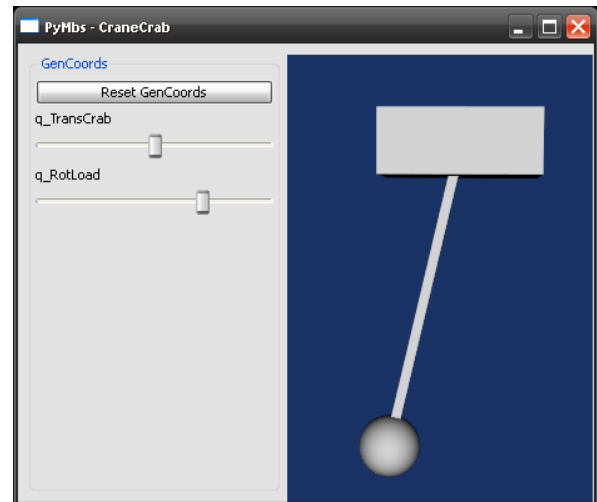 PyMbs - CraneCrab
GenCoords
Reset GenCoords
q_TransCrab
q_RotLoad